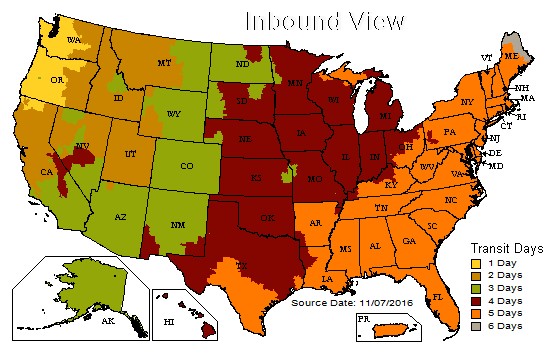 Inbound View
WA
MT
ND
MN
ME
VT
OR
ID
SD
WI
MI
NY
NH
MA
RI
CT
WY
NE
IA
PA
NJ
NV
UT
CO
IL
IN
OH
DE
MD
CA
KS
MO
WV
VA
KY
AZ
NM
OK
AR
TN
NC
SC
TX
LA
MS
AL
GA
FL
AK
HI
PR
Source Date: 11/07/2016
Transit Days
1 Day
2 Days
3 Days
4 Days
5 Days
6 Days